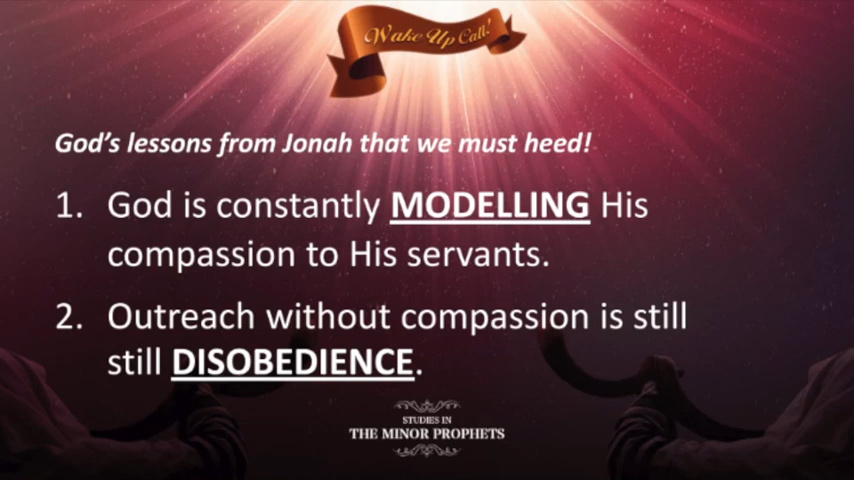 Wake Up Call!
God's lessons from Jonah that we must heed!
1. God is constantly MODELLING His
compassion to His servants.
2. Outreach without compassion is still
still DISOBEDIENCE.
STUDIES IN
THE MINOR PROPHETS